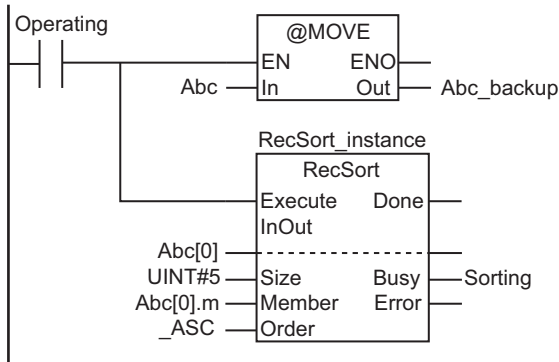 Operating
@MOVE
EN ENO
Abc In Out Abc_backup
RecSort_instance
RecSort
Execute Done
InOut
Abc[0]
UINT#5 Size Busy Sorting
Abc[0].m Member Error
_ASC Order